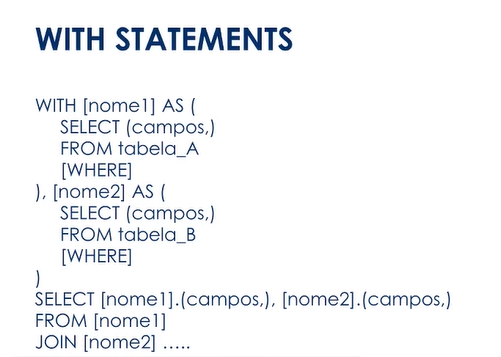 WITH STATEMENTS
WITH [nome1] AS (
SELECT (campos,)
FROM tabela_A
[WHERE]
), [nome2] AS (
SELECT (campos,)
FROM tabela_B
[WHERE]
)
SELECT [nome1].(campos,), [nome2].(campos,)
FROM [nome1]
JOIN [nome2] .....